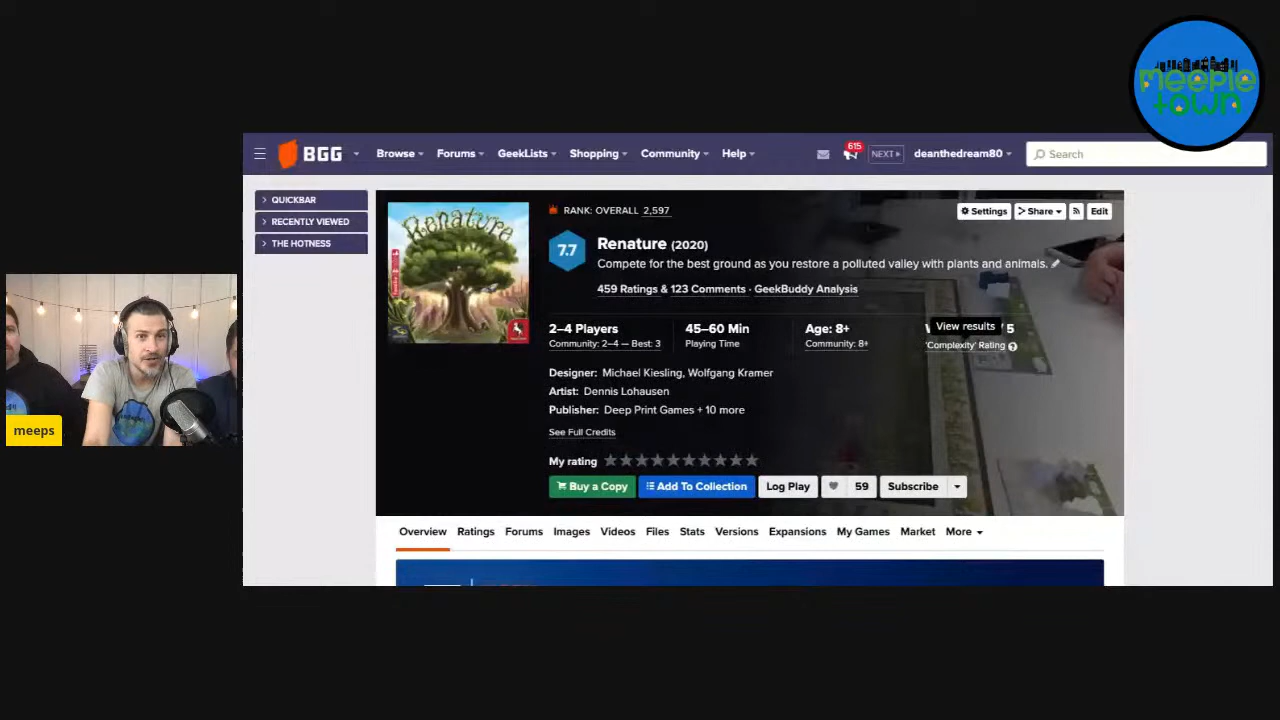 meeple
town
BGG
Browse
Forums
GeekLists
Shopping
Community
Help
615
NEXT
deanthedream80
Search
QUICKBAR
RECENTLY VIEWED
THE HOTNESS
Renature
RANK: OVERALL 2,597
Settings
Share
Edit
7.7
Renature (2020)
Compete for the best ground as you restore a polluted valley with plants and animals.
459 Ratings & 123 Comments · GeekBuddy Analysis
2–4 Players
Community: 2–4 — Best: 3
45–60 Min
Playing Time
Age: 8+
Community: 8+
View results
5
'Complexity' Rating
Designer: Michael Kiesling, Wolfgang Kramer
Artist: Dennis Lohausen
Publisher: Deep Print Games + 10 more
See Full Credits
My rating
Buy a Copy
Add To Collection
Log Play
59
Subscribe
Overview Ratings Forums Images Videos Files Stats Versions Expansions My Games Market More
meeps